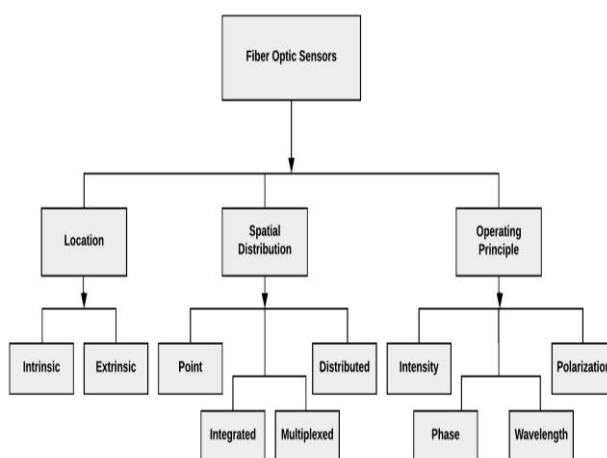 Fiber Optic Sensors
Location
Spatial
Distribution
Operating
Principle
Intrinsic
Extrinsic
Point
Distributed
Intensity
Polarization
Integrated
Multiplexed
Phase
Wavelength